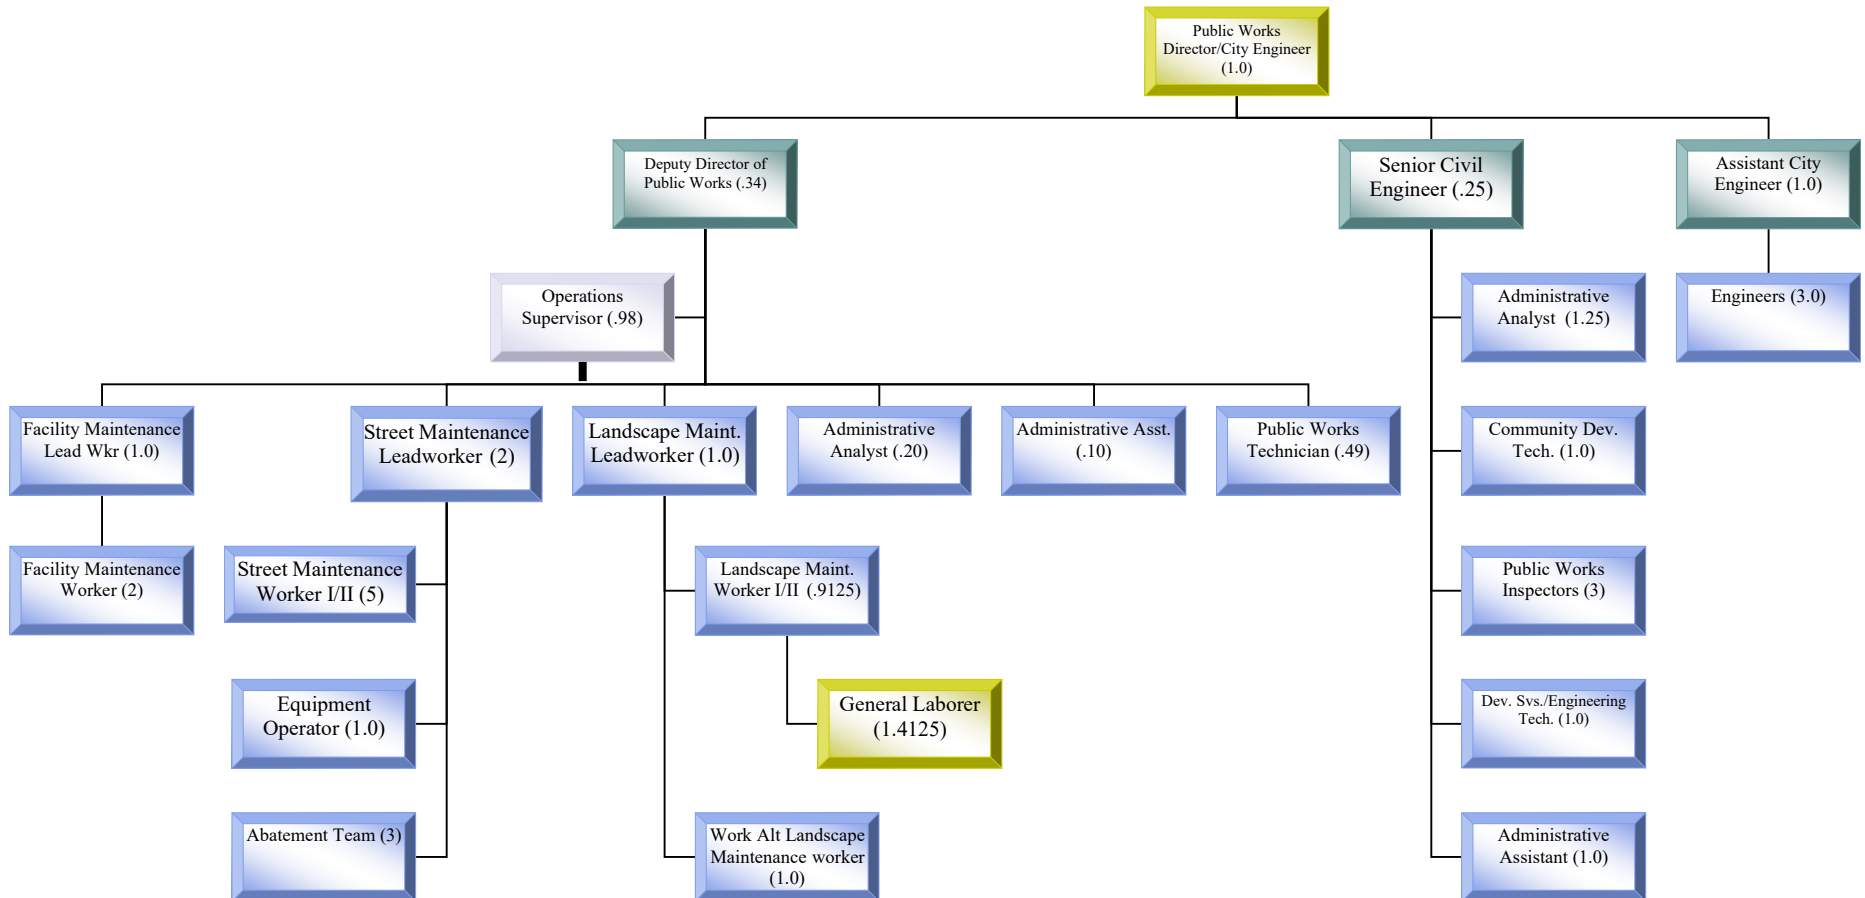 Public Works
Director/City Engineer
(1.0)
Deputy Director of
Public Works (.34)
Senior Civil
Engineer (.25)
Assistant City
Engineer (1.0)
Operations
Supervisor (.98)
Administrative
Analyst (1.25)
Engineers (3.0)
Facility Maintenance
Lead Wkr (1.0)
Street Maintenance
Leadworker (2)
Landscape Maint.
Leadworker (1.0)
Administrative
Analyst (.20)
Administrative Asst.
(.10)
Public Works
Technician (.49)
Community Dev.
Tech. (1.0)
Facility Maintenance
Worker (2)
Street Maintenance
Worker I/II (5)
Landscape Maint.
Worker I/II (.9125)
Public Works
Inspectors (3)
Equipment
Operator (1.0)
General Laborer
(1.4125)
Dev. Svs./Engineering
Tech. (1.0)
Abatement Team (3)
Work Alt Landscape
Maintenance worker
(1.0)
Administrative
Assistant (1.0)